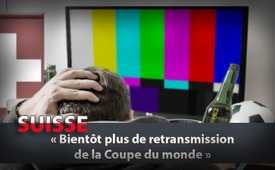 SUISSE
« Bientôt plus de retransmission
de la Coupe du monde »